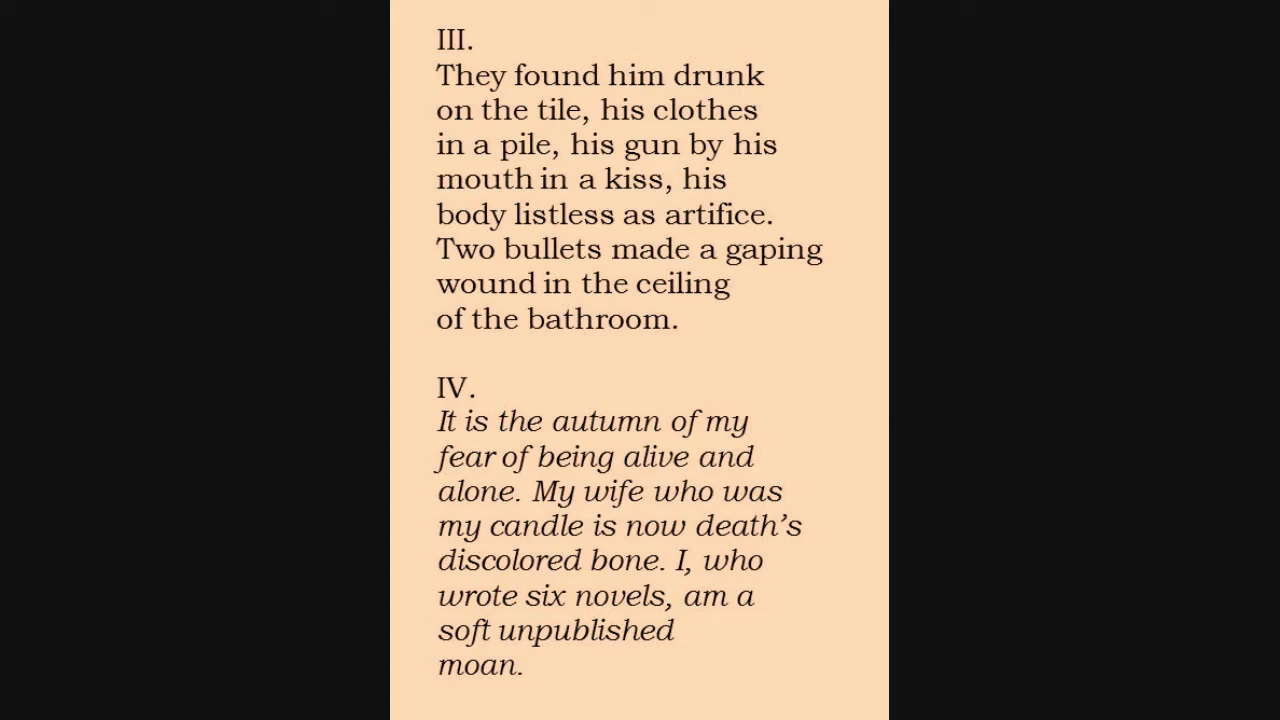 III.
They found him drunk
on the tile, his clothes
in a pile, his gun by his
mouth in a kiss, his
body listless as artifice.
Two bullets made a gaping
wound in the ceiling
of the bathroom.
IV.
It is the autumn of my
fear of being alive and
alone. My wife who was
my candle is now death’s
discolored bone. I, who
wrote six novels, am a
soft unpublished
moan.